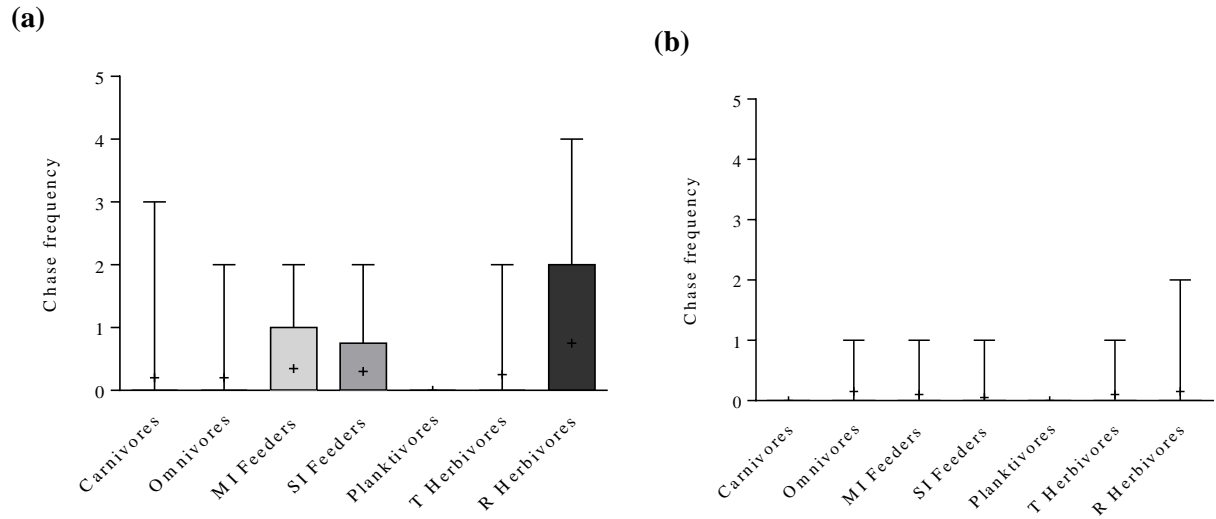 (a)
Chase frequency
5
4
3
2
1
0
Carnivores
Omnivores
MI Feeders
SI Feeders
Planktivores
T Herbivores
R Herbivores
(b)
Chase frequency
5
4
3
2
1
0
Carnivores
Omnivores
MI Feeders
SI Feeders
Planktivores
T Herbivores
R Herbivores